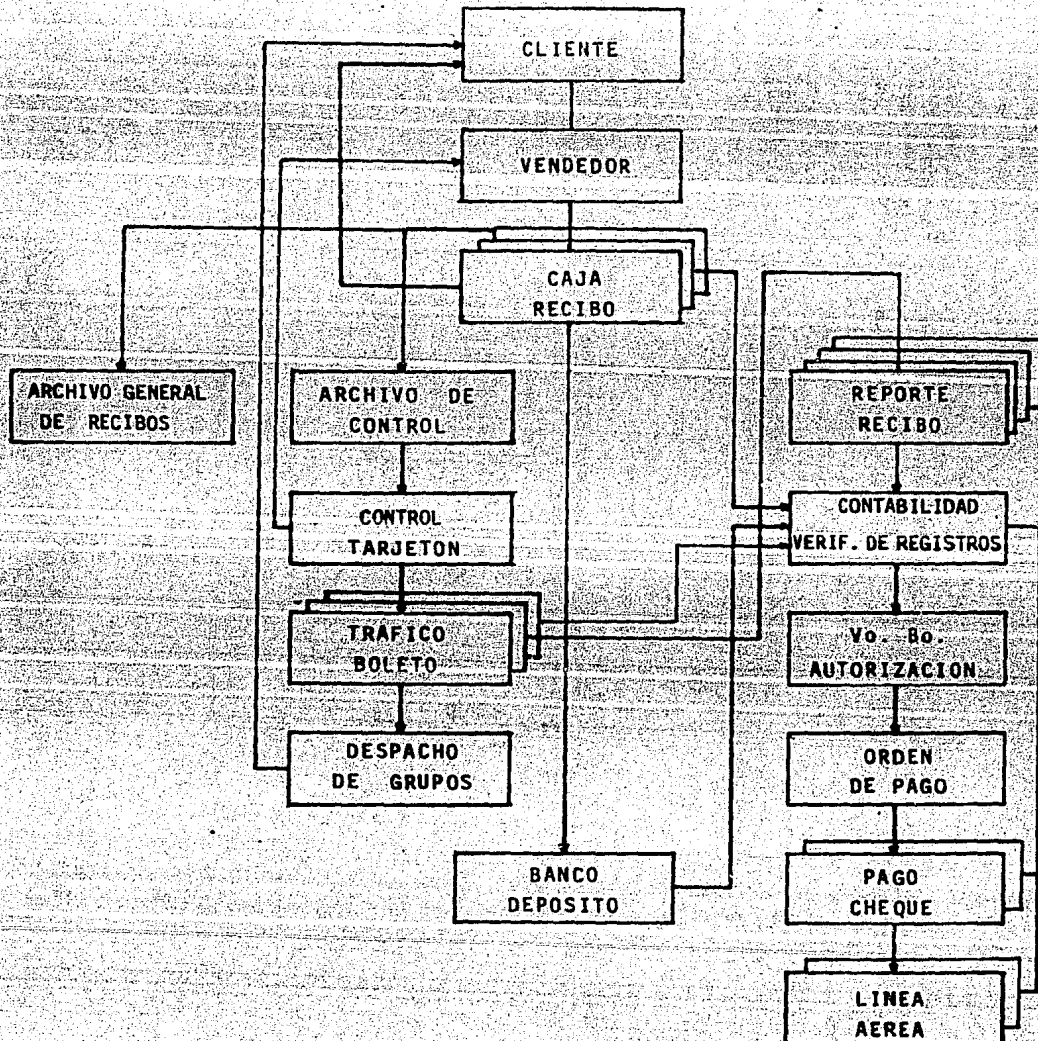 CLIENTE
VENDEDOR
CAJA
RECIBO
ARCHIVO GENERAL
DE RECIBOS
ARCHIVO DE
CONTROL
REPORTE
RECIBO
CONTROL
TARJETON
CONTABILIDAD
VERIF. DE REGISTROS
TRAFICO
BOLETO
Vo. Bo.
AUTORIZACION
DESPACHO
DE GRUPOS
ORDEN
DE PAGO
BANCO
DEPOSITO
PAGO
CHEQUE
LINEA
AEREA